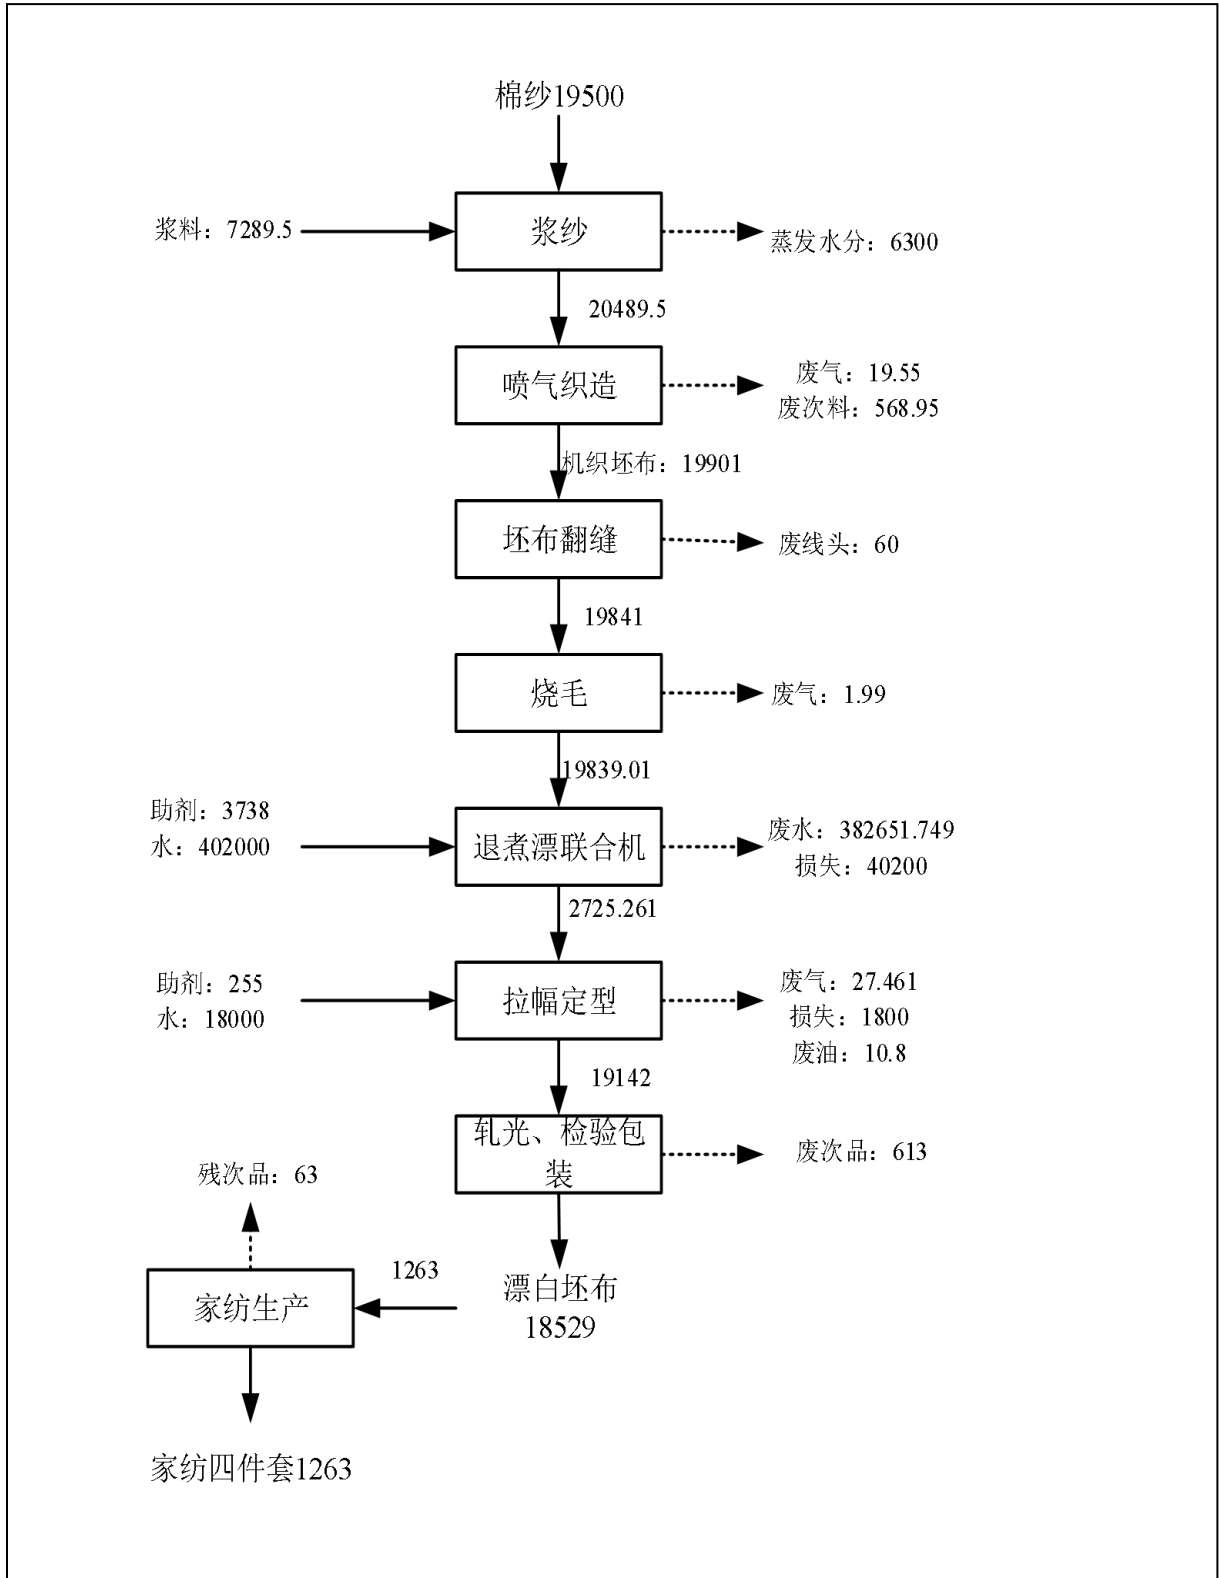 棉纱19500
浆料：7289.5
浆纱
蒸发水分：6300
20489.5
喷气织造
废气：19.55
废次料：568.95
机织坯布：19901
坯布翻缝
废线头：60
19841
烧毛
废气：1.99
19839.01
助剂：3738
水：402000
退煮漂联合机
废水：382651.749
损失：40200
2725.261
助剂：255
水：18000
拉幅定型
废气：27.461
损失：1800
废油：10.8
19142
轧光、检验包
装
废次品：613
残次品：63
1263
漂白坯布
18529
家纺生产
家纺四件套1263